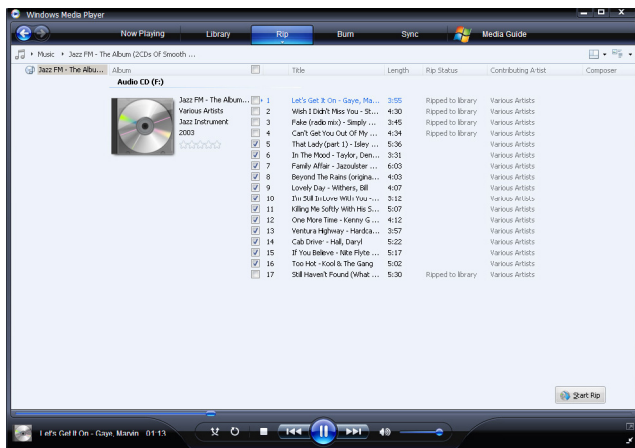 Windows Media Player
Now Playing Library Rip Burn Sync Media Guide
Music Jazz FM - The Album (2CDs Of Smooth ...
Jazz FM - The Albu... Album Title Length Rip Status Contributing Artist Composer
Audio CD (F:)
Jazz FM - The Album... 1 Let's Get It On - Gaye, Ma... 3:55 Ripped to library Various Artists
Various Artists 2 Wish I Didn't Miss You - St... 4:30 Ripped to library Various Artists
Jazz Instrument 3 Fake (radio mix) - Simply ... 3:45 Ripped to library Various Artists
2003 4 Can't Get You Out Of My ... 4:34 Ripped to library Various Artists
5 That Lady (part 1) - Isley ... 5:36 Various Artists
6 In The Mood - Taylor, Den... 3:31 Various Artists
7 Family Affair - Jazoulster ... 6:03 Various Artists
8 Beyond The Rains (origina... 4:03 Various Artists
9 Lovely Day - Withers, Bill 4:07 Various Artists
10 I'm Still In Love With You -... 5:12 Various Artists
11 Killing Me Softly With His S... 5:07 Various Artists
12 One More Time - Kenny G ... 4:12 Various Artists
13 Ventura Highway - Hardca... 3:57 Various Artists
14 Cab Driver - Hall, Daryl 5:22 Various Artists
15 If You Believe - Nite Flyte ... 5:17 Various Artists
16 Too Hot - Kool & The Gang 5:02 Various Artists
17 Still Haven't Found (What ... 5:30 Ripped to library Various Artists
Start Rip
Let's Get It On - Gaye, Marvin 01:13